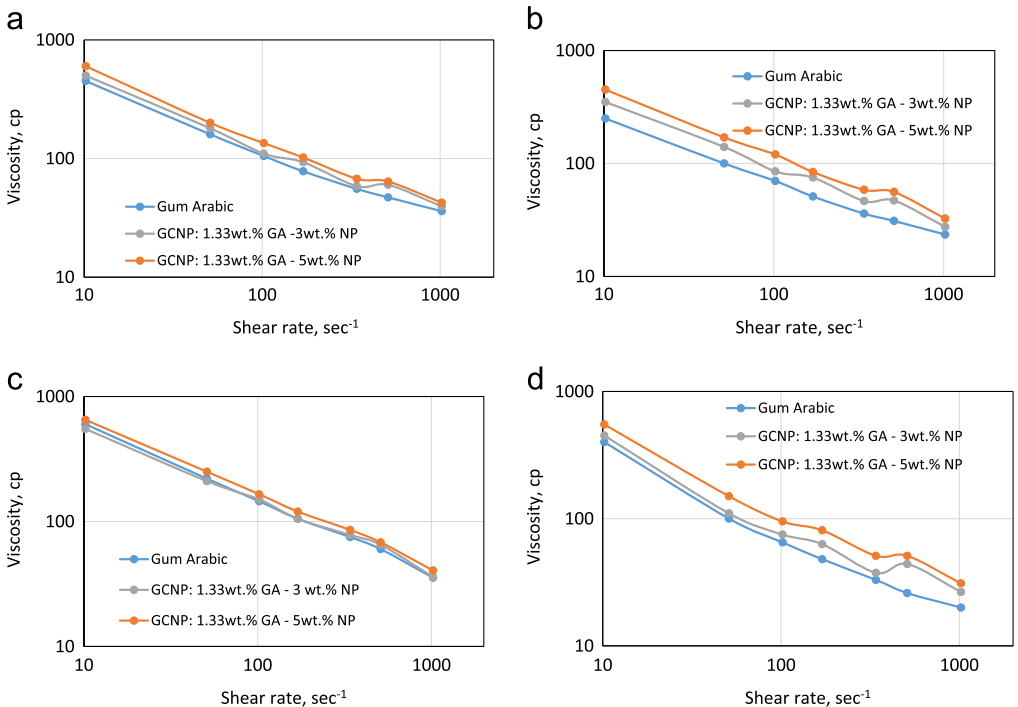 a
1000
100
10
10
100
1000
Viscosity, cp
Shear rate, sec-1
Gum Arabic
GCNP: 1.33wt.% GA -3wt.% NP
GCNP: 1.33wt.% GA - 5wt.% NP
b
1000
100
10
10
100
1000
Viscosity, cp
Shear rate, sec-1
Gum Arabic
GCNP: 1.33wt.% GA - 3wt.% NP
GCNP: 1.33wt.% GA - 5wt.% NP
c
1000
100
10
10
100
1000
Viscosity, cp
Shear rate, sec-1
Gum Arabic
GCNP: 1.33wt.% GA - 3 wt.% NP
GCNP: 1.33wt.% GA - 5wt.% NP
d
1000
100
10
10
100
1000
Viscosity, cp
Shear rate, sec-1
Gum Arabic
GCNP: 1.33wt.% GA - 3wt.% NP
GCNP: 1.33wt.% GA - 5wt.% NP